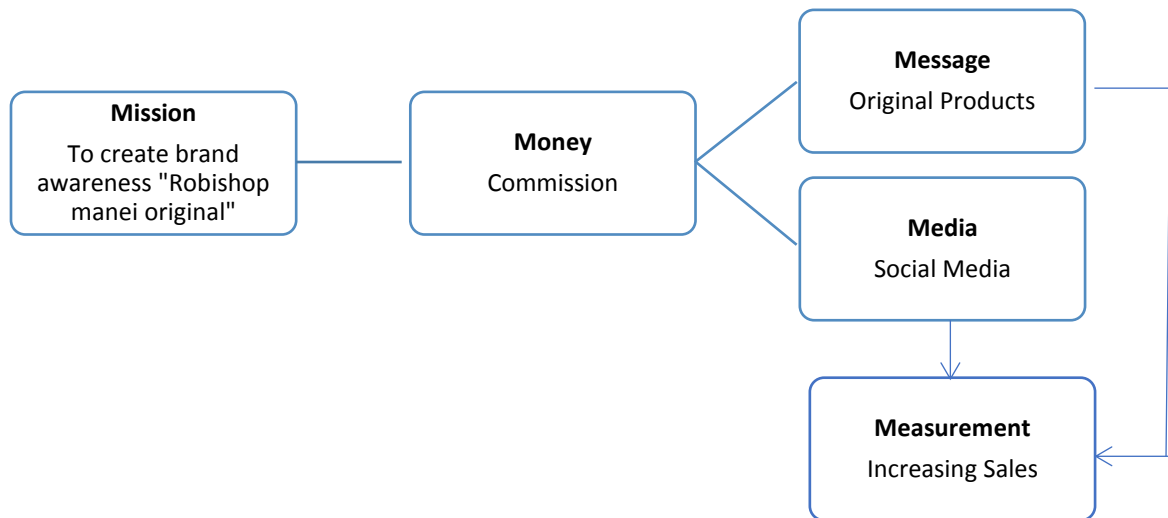 Mission
To create brand
awareness "Robishop
manei original"
Money
Commission
Message
Original Products
Media
Social Media
Measurement
Increasing Sales